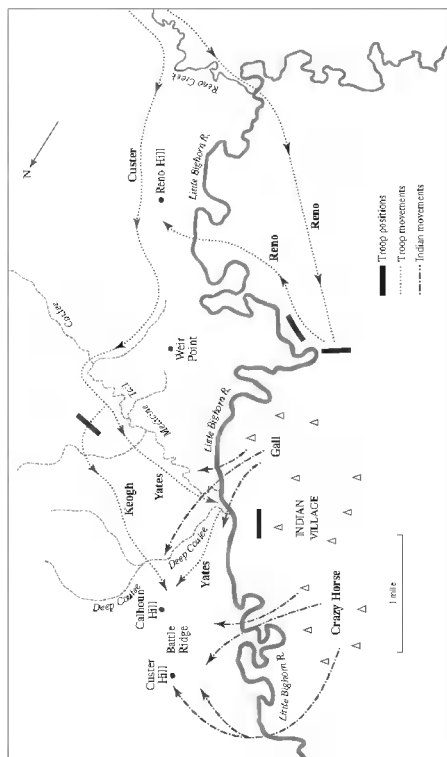 N
Reno Creek
Custer
Reno Hill
Little Bighorn R.
Reno
Reno
Coulee
Medicine Tail
Weir
Point
Little Bighorn R.
Keogh
Yates
Gall
Deep Coulee
Yates
INDIAN
VILLAGE
Deep Coulee
Calhoun
Hill
Battle
Ridge
Crazy Horse
Custer
Hill
Little Bighorn R.
1 mile
Troop positions
Troop movements
Indian movements